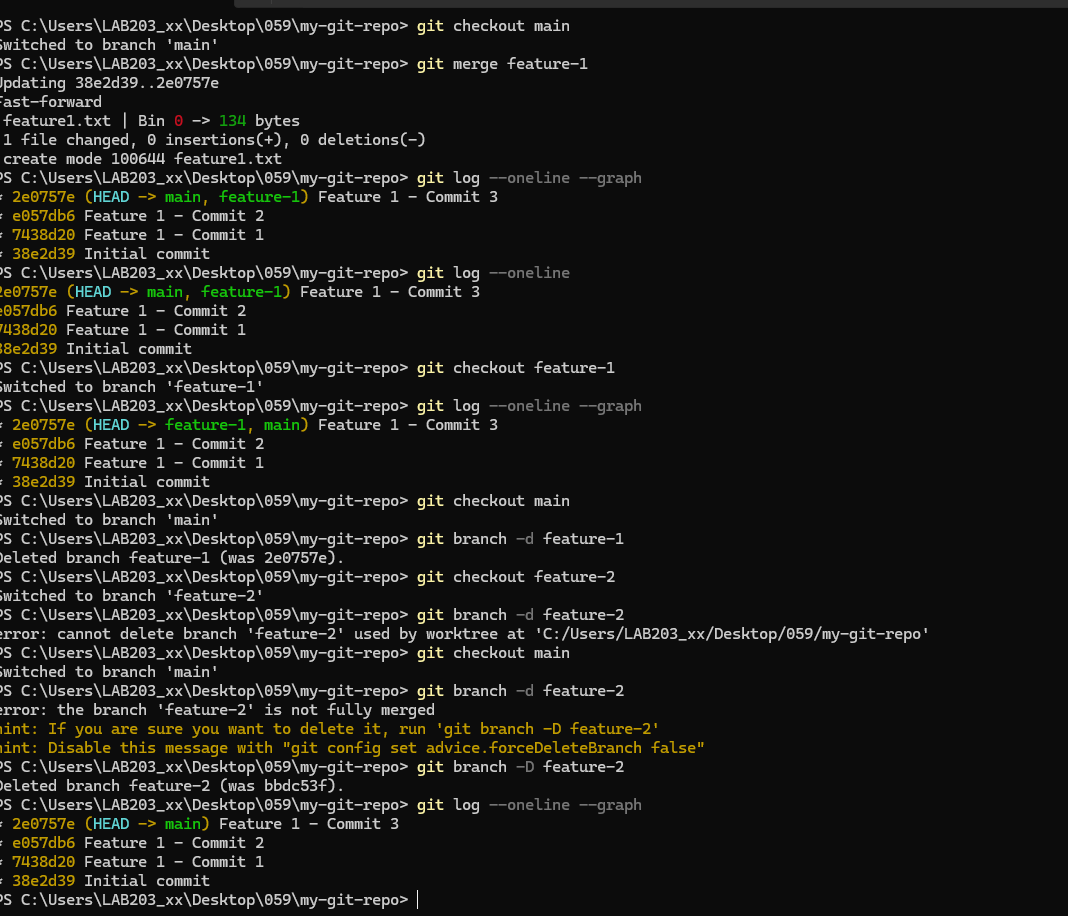 PS C:\Users\LAB203_xx\Desktop\059\my-git-repo> git checkout main
Switched to branch 'main'
PS C:\Users\LAB203_xx\Desktop\059\my-git-repo> git merge feature-1
Updating 38e2d39..2e0757e
Fast-forward
feature1.txt | Bin 0 -> 134 bytes
1 file changed, 0 insertions(+), 0 deletions(-)
create mode 100644 feature1.txt
PS C:\Users\LAB203_xx\Desktop\059\my-git-repo> git log --oneline --graph
* 2e0757e (HEAD -> main, feature-1) Feature 1 - Commit 3
* e057db6 Feature 1 - Commit 2
* 7438d20 Feature 1 - Commit 1
* 38e2d39 Initial commit
PS C:\Users\LAB203_xx\Desktop\059\my-git-repo> git log --oneline
2e0757e (HEAD -> main, feature-1) Feature 1 - Commit 3
e057db6 Feature 1 - Commit 2
7438d20 Feature 1 - Commit 1
38e2d39 Initial commit
PS C:\Users\LAB203_xx\Desktop\059\my-git-repo> git checkout feature-1
Switched to branch 'feature-1'
PS C:\Users\LAB203_xx\Desktop\059\my-git-repo> git log --oneline --graph
* 2e0757e (HEAD -> feature-1, main) Feature 1 - Commit 3
* e057db6 Feature 1 - Commit 2
* 7438d20 Feature 1 - Commit 1
* 38e2d39 Initial commit
PS C:\Users\LAB203_xx\Desktop\059\my-git-repo> git checkout main
Switched to branch 'main'
PS C:\Users\LAB203_xx\Desktop\059\my-git-repo> git branch -d feature-1
Deleted branch feature-1 (was 2e0757e).
PS C:\Users\LAB203_xx\Desktop\059\my-git-repo> git checkout feature-2
Switched to branch 'feature-2'
PS C:\Users\LAB203_xx\Desktop\059\my-git-repo> git branch -d feature-2
error: cannot delete branch 'feature-2' used by worktree at 'C:/Users/LAB203_xx/Desktop/059/my-git-repo'
PS C:\Users\LAB203_xx\Desktop\059\my-git-repo> git checkout main
Switched to branch 'main'
PS C:\Users\LAB203_xx\Desktop\059\my-git-repo> git branch -d feature-2
error: the branch 'feature-2' is not fully merged
hint: If you are sure you want to delete it, run 'git branch -D feature-2'
hint: Disable this message with "git config set advice.forceDeleteBranch false"
PS C:\Users\LAB203_xx\Desktop\059\my-git-repo> git branch -D feature-2
Deleted branch feature-2 (was bbdc53f).
PS C:\Users\LAB203_xx\Desktop\059\my-git-repo> git log --oneline --graph
* 2e0757e (HEAD -> main) Feature 1 - Commit 3
* e057db6 Feature 1 - Commit 2
* 7438d20 Feature 1 - Commit 1
* 38e2d39 Initial commit
PS C:\Users\LAB203_xx\Desktop\059\my-git-repo>